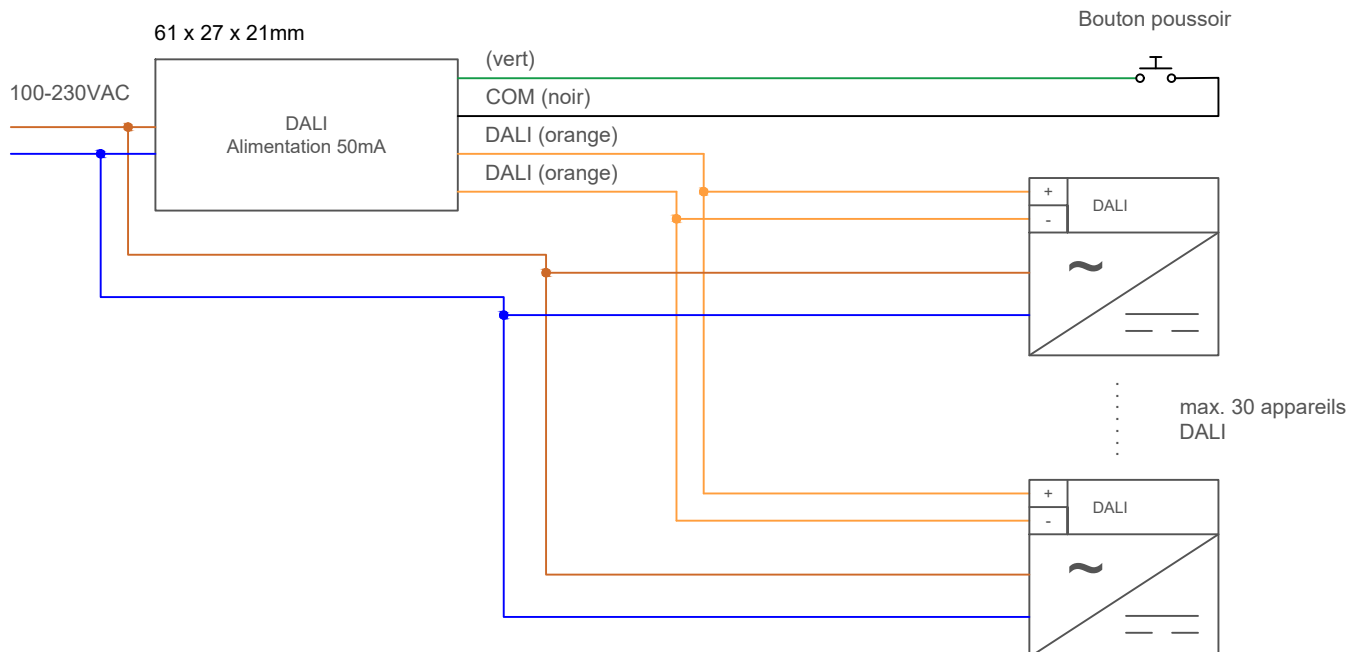 61 x 27 x 21mm
Bouton poussoir
100-230VAC
DALI
Alimentation 50mA
(vert)
COM (noir)
DALI (orange)
DALI (orange)
+
-
DALI
~
max. 30 appareils
DALI
+
-
DALI
~